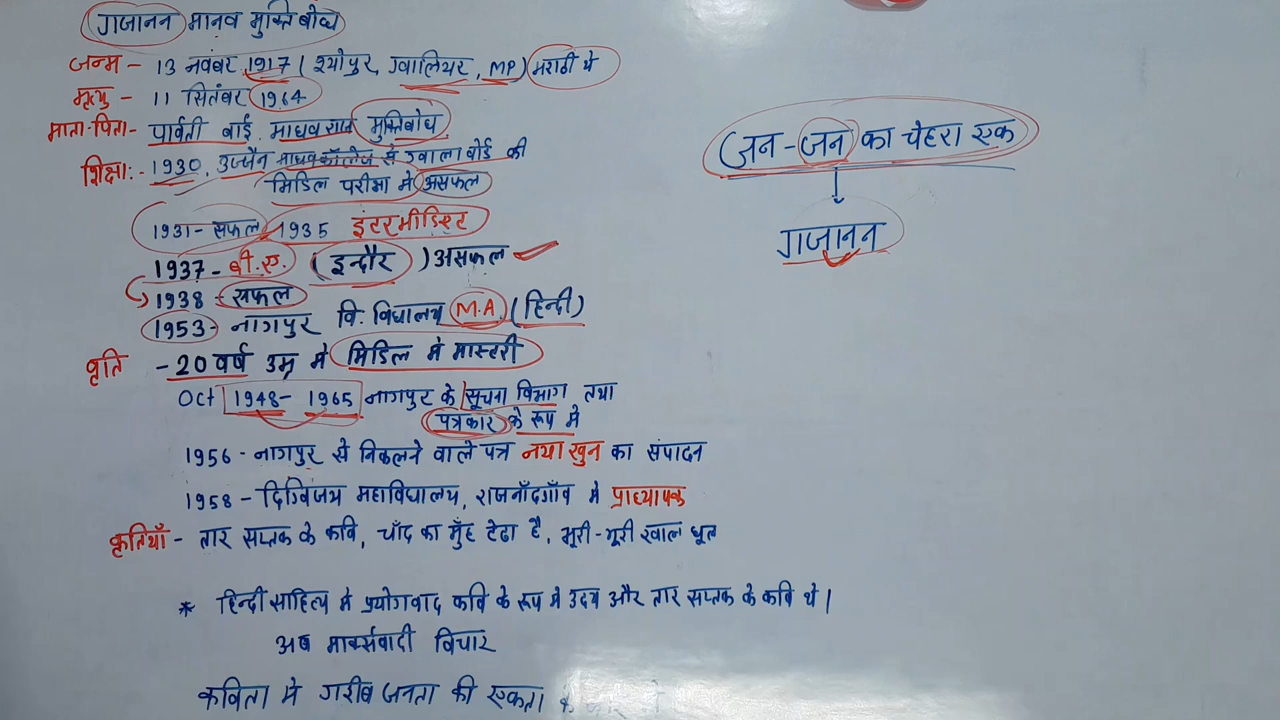 गजानन मानव मुक्तिबोध
जन्म - 13 नवंबर 1917 (श्योपुर, ग्वालियर, MP) मराठी थे
मृत्यु - 11 सितंबर 1964
माता-पिता - पार्वती बाई, माधवराज मुक्तिबोध
शिक्षा:- 1930, उज्जैन माधवकॉलेज से ग्वाला बोर्ड की
मिडिल परीक्षा में असफल
1931 - सफल, 1935 इंटरमीडिएट
1937 - बी.ए. (इन्दौर) असफल
1938 - सफल
1953 - नागपुर वि. विद्यालय M.A (हिन्दी)
वृति - 20 वर्ष उम्र में मिडिल में मास्टरी
Oct 1948 - 1965 नागपुर के सूचना विभाग तथा
पत्रकार के रूप में
1956 - नागपुर से निकलने वाले पत्र नया खुन का संपादन
1958 - दिग्विजय महाविद्यालय, राजनाँदगाँव में प्राध्यापक
कृतियाँ - तार सप्तक के कवि, चाँद का मुँह टेढा है, भूरी-भूरी खाल धूल
* हिन्दी साहित्य में प्रयोगवाद कवि के रूप में उदय और तार सप्तक के कवि थे।
अब मार्क्सवादी विचार
कविता में गरीब जनता की एकता के
जन-जन का चेहरा एक
गजानन